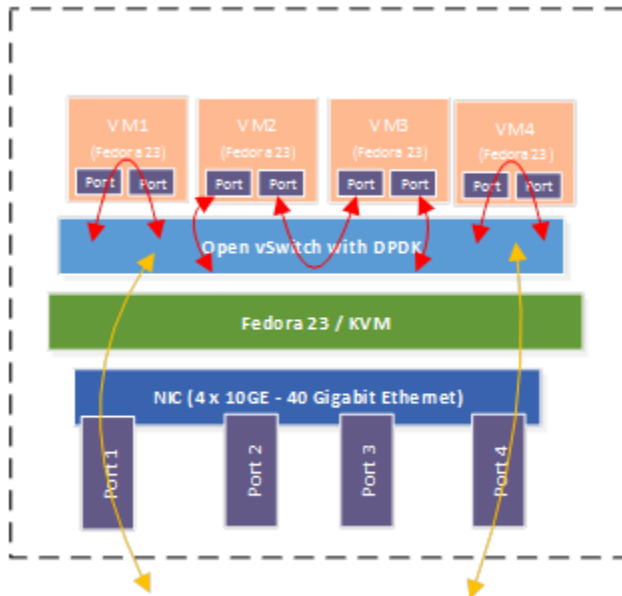 VM1
(Fedora 23)
Port Port
VM2
(Fedora 23)
Port Port
VM3
(Fedora 23)
Port Port
VM4
(Fedora 23)
Port Port
Open vSwitch with DPDK
Fedora 23 / KVM
NIC (4 x 10GE - 40 Gigabit Ethernet)
Port 1
Port 2
Port 3
Port 4